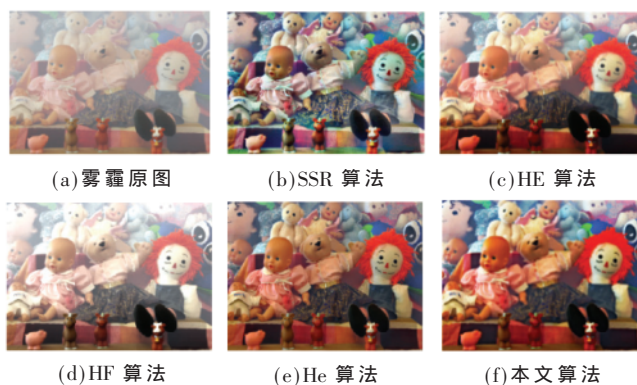 (a)雾霾原图
(b)SSR 算法
(c)HE 算法
(d)HF 算法
(e)He 算法
(f)本文算法